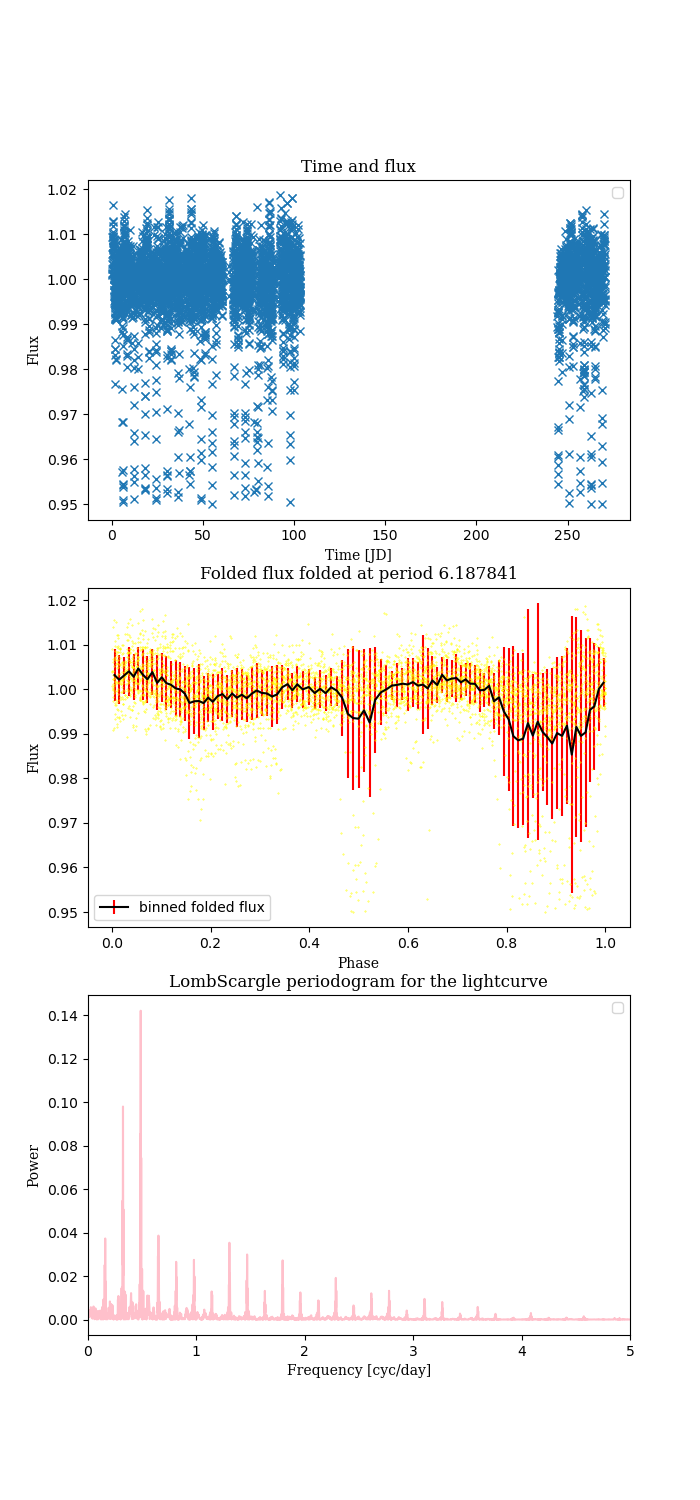 Time and flux
1.02
1.01
1.00
0.99
0.98
0.97
0.96
0.95
Flux
0 50 100 150 200 250
Time [JD]
Folded flux folded at period 6.187841
1.02
1.01
1.00
0.99
0.98
0.97
0.96
0.95
Flux
binned folded flux
0.0 0.2 0.4 0.6 0.8 1.0
Phase
LombScargle periodogram for the lightcurve
0.14
0.12
0.10
0.08
0.06
0.04
0.02
0.00
Power
0 1 2 3 4 5
Frequency [cyc/day]